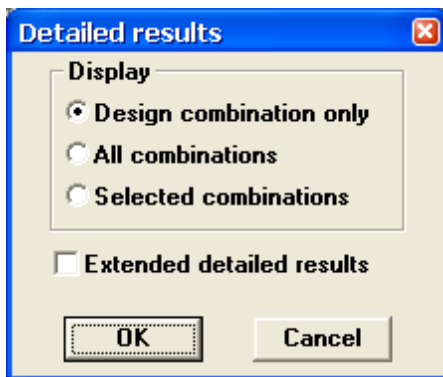 Detailed results
Display
Design combination only
All combinations
Selected combinations
Extended detailed results
OK
Cancel